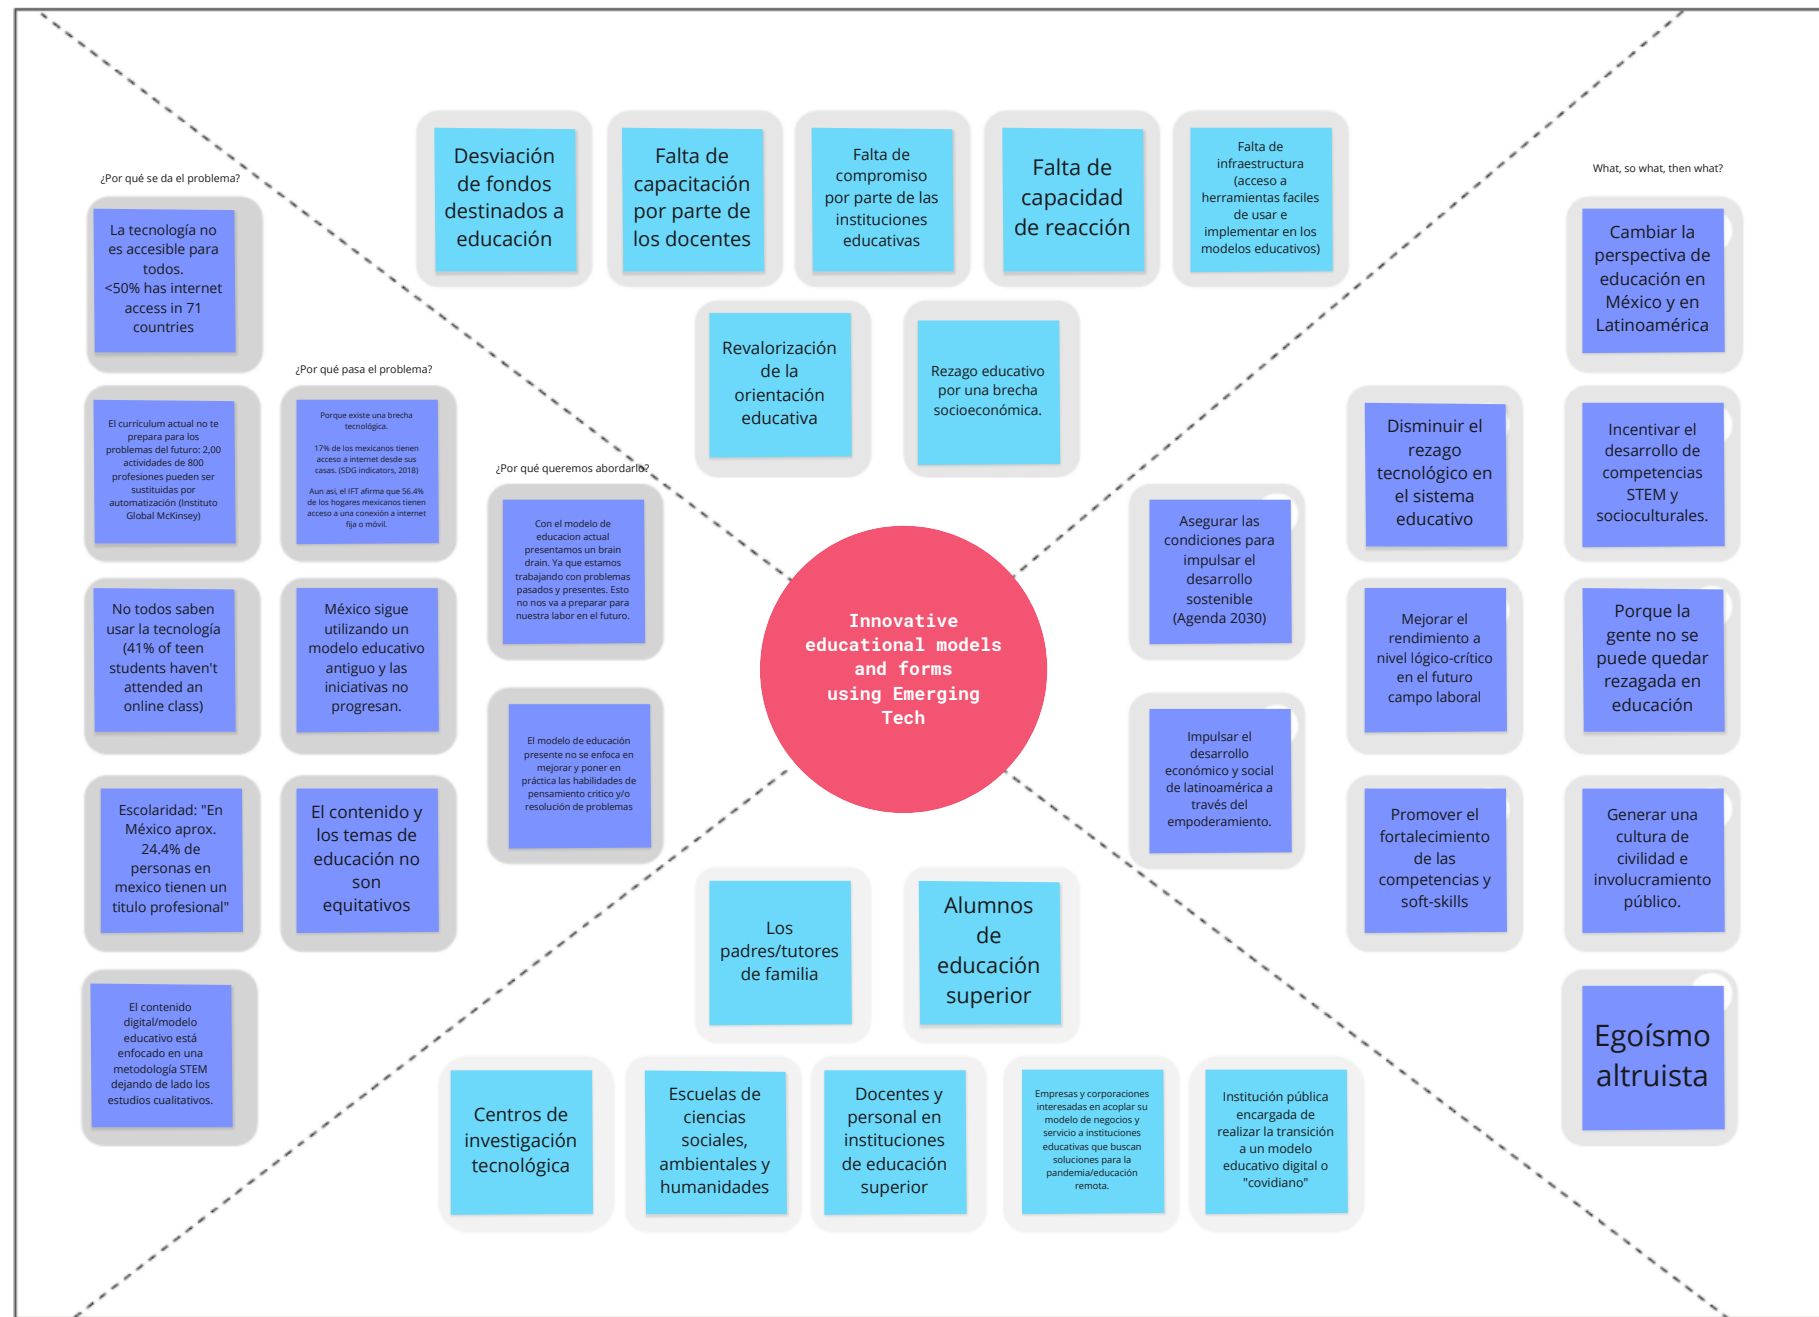 Desviación
de fondos
destinados a
educación
Falta de
capacitación
por parte de
los docentes
Falta de
compromiso
por parte de las
instituciones
educativas
Falta de
capacidad
de reacción
Falta de
infraestructura
(acceso a
herramientas faciles
de usar e
implementar en los
modelos educativos)
Revalorización
de la
orientación
educativa
Rezago educativo
por una brecha
socioeconómica.
¿Por qué se da el problema?
La tecnología no
es accesible para
todos.
<50% has internet
access in 71
countries
El currículum actual no te
prepara para los
problemas del futuro: 2,00
actividades de 800
profesiones pueden ser
sustituidas por
automatización (Instituto
Global McKinsey)
No todos saben
usar la tecnología
(41% of teen
students haven't
attended an
online class)
Escolaridad: "En
México aprox.
24.4% de
personas en
mexico tienen un
titulo profesional"
El contenido
digital/modelo
educativo está
enfocado en una
metodología STEM
dejando de lado los
estudios cualitativos.
¿Por qué pasa el problema?
Porque existe una brecha
tecnológica.
17% de los mexicanos tienen
acceso a internet desde sus
casas. (SDG indicators, 2018)
Aun asi, el IFT afirma que 56.4%
de los hogares mexicanos tienen
acceso a una conexión a internet
fija o móvil.
México sigue
utilizando un
modelo educativo
antiguo y las
iniciativas no
progresan.
El contenido y
los temas de
educación no
son
equitativos
¿Por qué queremos abordarlo?
Con el modelo de
educacion actual
presentamos un brain
drain. Ya que estamos
trabajando con problemas
pasados y presentes. Esto
no nos va a preparar para
nuestra labor en el futuro.
El modelo de educación
presente no se enfoca en
mejorar y poner en
práctica las habilidades de
pensamiento critico y/o
resolución de problemas
Innovative
educational models
and forms
using Emerging
Tech
Asegurar las
condiciones para
impulsar el
desarrollo
sostenible
(Agenda 2030)
Impulsar el
desarrollo
económico y social
de latinoamérica a
través del
empoderamiento.
Disminuir el
rezago
tecnológico en
el sistema
educativo
Mejorar el
rendimiento a
nivel lógico-crítico
en el futuro
campo laboral
Promover el
fortalecimiento
de las
competencias y
soft-skills
What, so what, then what?
Cambiar la
perspectiva de
educación en
México y en
Latinoamérica
Incentivar el
desarrollo de
competencias
STEM y
socioculturales.
Porque la
gente no se
puede quedar
rezagada en
educación
Generar una
cultura de
civilidad e
involucramiento
público.
Egoísmo
altruista
Los
padres/tutores
de familia
Alumnos
de
educación
superior
Centros de
investigación
tecnológica
Escuelas de
ciencias
sociales,
ambientales y
humanidades
Docentes y
personal en
instituciones
de educación
superior
Empresas y corporaciones
interesadas en acoplar su
modelo de negocios y
servicio a instituciones
educativas que buscan
soluciones para la
pandemia/educación
remota.
Institución pública
encargada de
realizar la transición
a un modelo
educativo digital o
"covidiano"